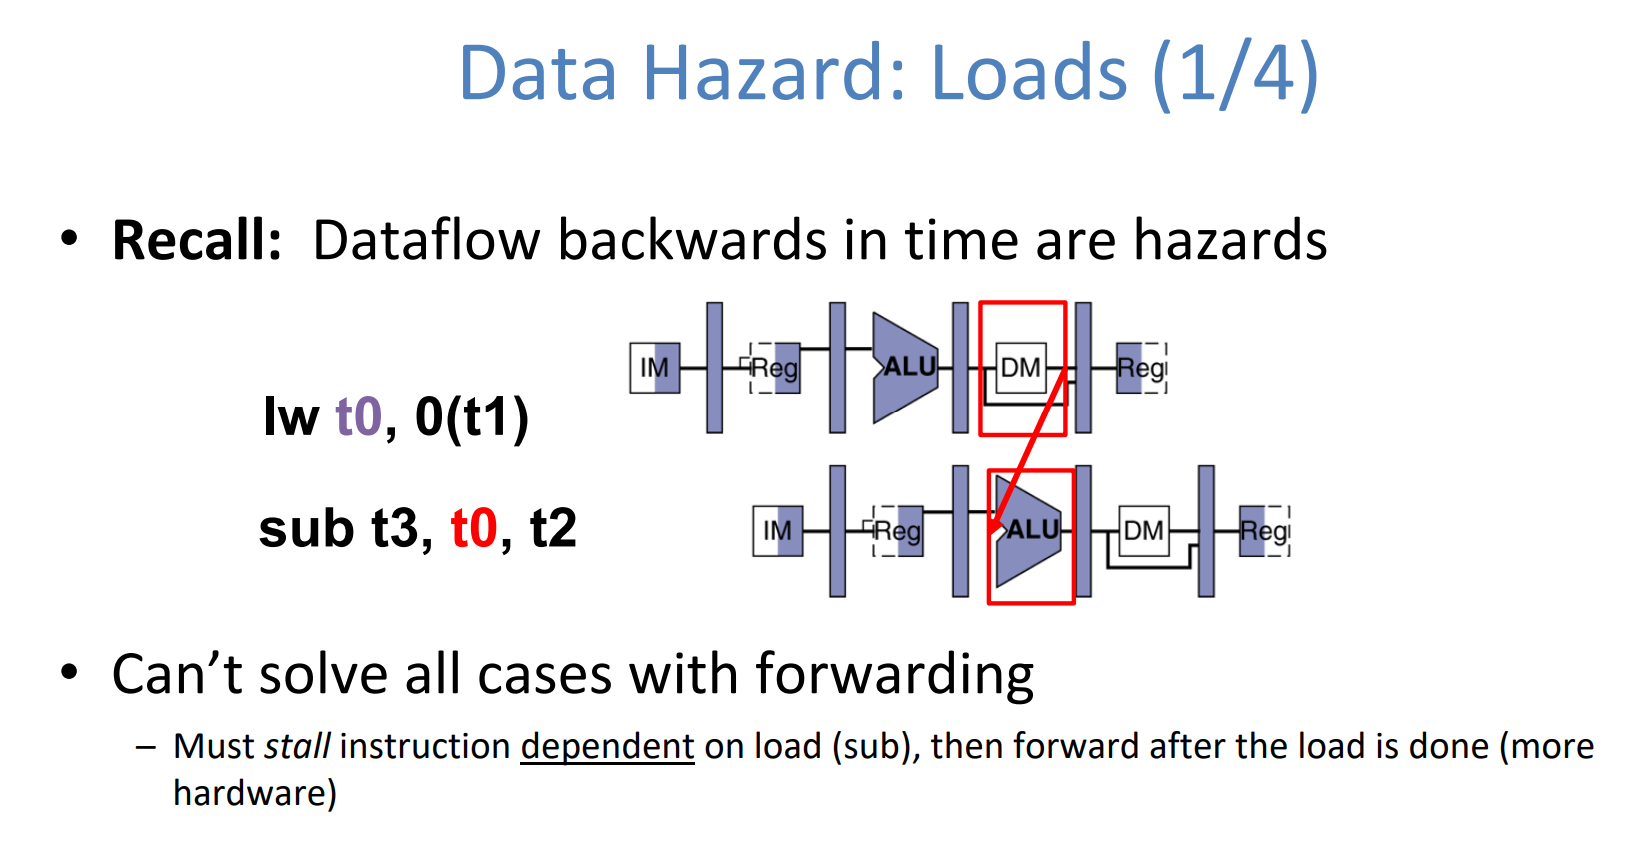 Data Hazard: Loads (1/4)
• Recall: Dataflow backwards in time are hazards
IM Reg ALU DM Reg
lw t0, 0(t1)
IM Reg ALU DM Reg
sub t3, t0, t2
• Can’t solve all cases with forwarding
– Must stall instruction dependent on load (sub), then forward after the load is done (more
hardware)